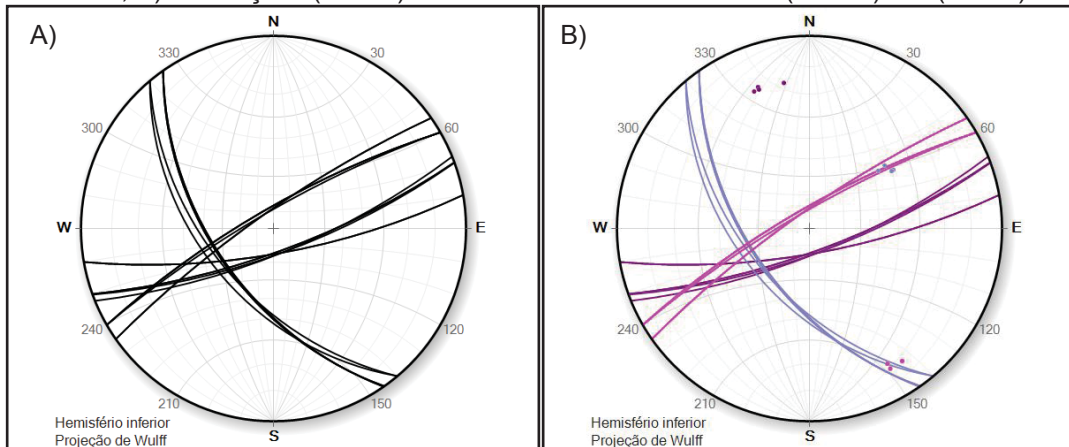 A)
N
330
30
300
60
W
E
240
120
210
150
S
Hemisfério inferior
Projeção de Wulff
B)
N
330
30
300
60
W
E
240
120
210
150
S
Hemisfério inferior
Projeção de Wulff